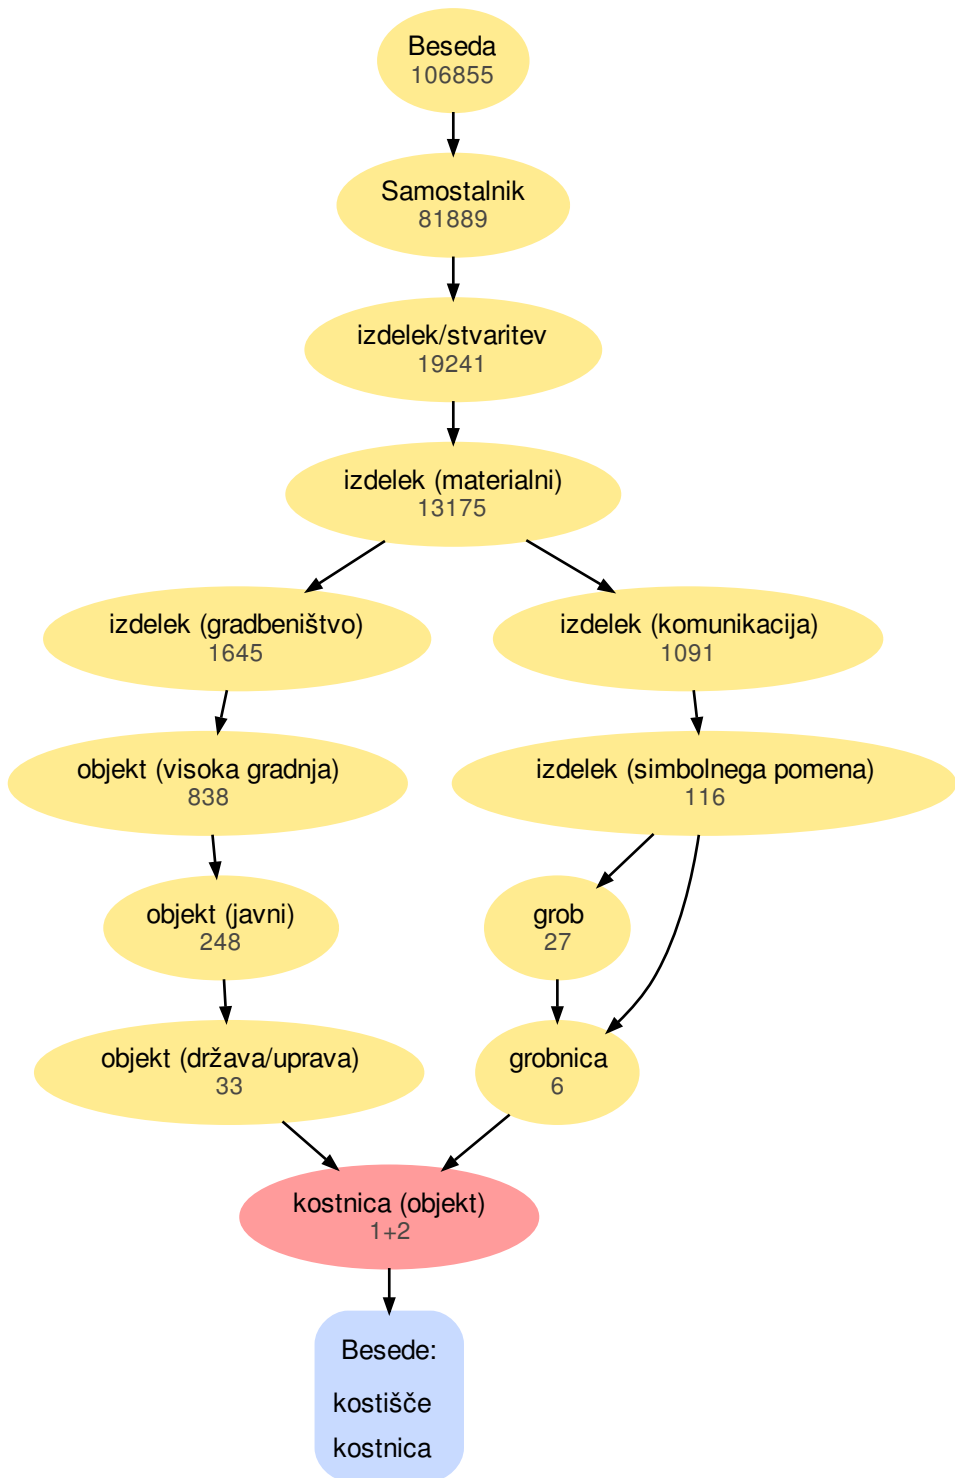 Beseda
106855
Samostalnik
81889
izdelek/stvaritev
19241
izdelek (materialni)
13175
izdelek (gradbeništvo)
1645
izdelek (komunikacija)
1091
objekt (visoka gradnja)
838
izdelek (simbolnega pomena)
116
objekt (javni)
248
grob
27
objekt (država/uprava)
33
grobnica
6
kostnica (objekt)
1+2
Besede:
kostišče
kostnica